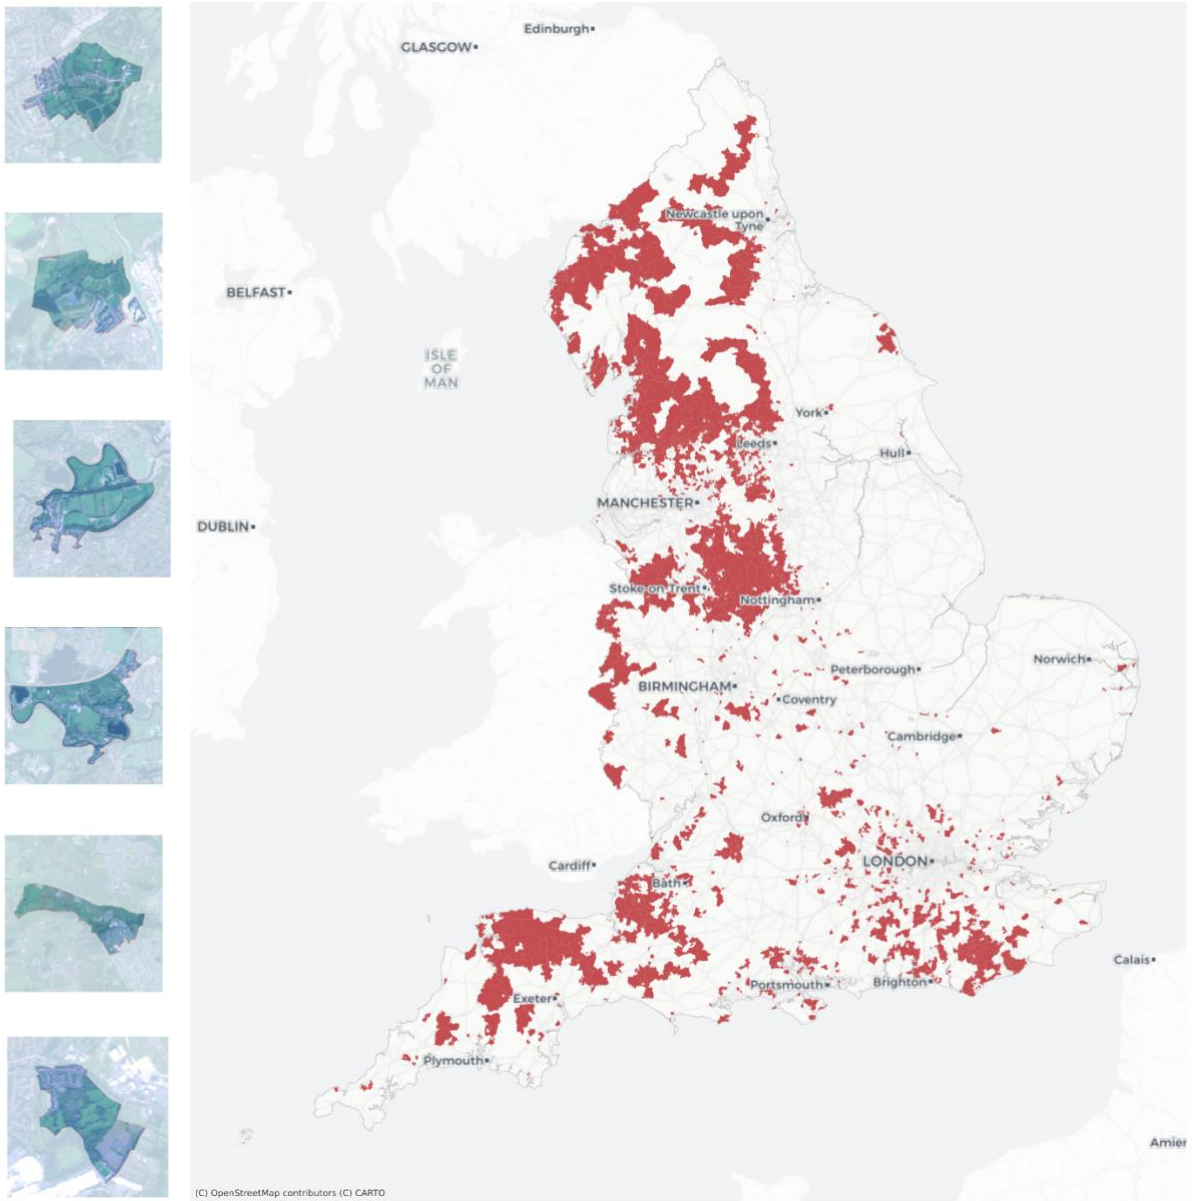 Edinburgh
GLASGOW
Newcastle upon
Tyne
BELFAST
ISLE
OF
MAN
York
Leeds
Hull
MANCHESTER
DUBLIN
Stoke-on-Trent
Nottingham
Norwich
Peterborough
BIRMINGHAM
Coventry
Cambridge
Oxford
LONDON
Cardiff
Bath
Calais
Portsmouth
Brighton
Exeter
Plymouth
Amier
(C) OpenStreetMap contributors (C) CARTO